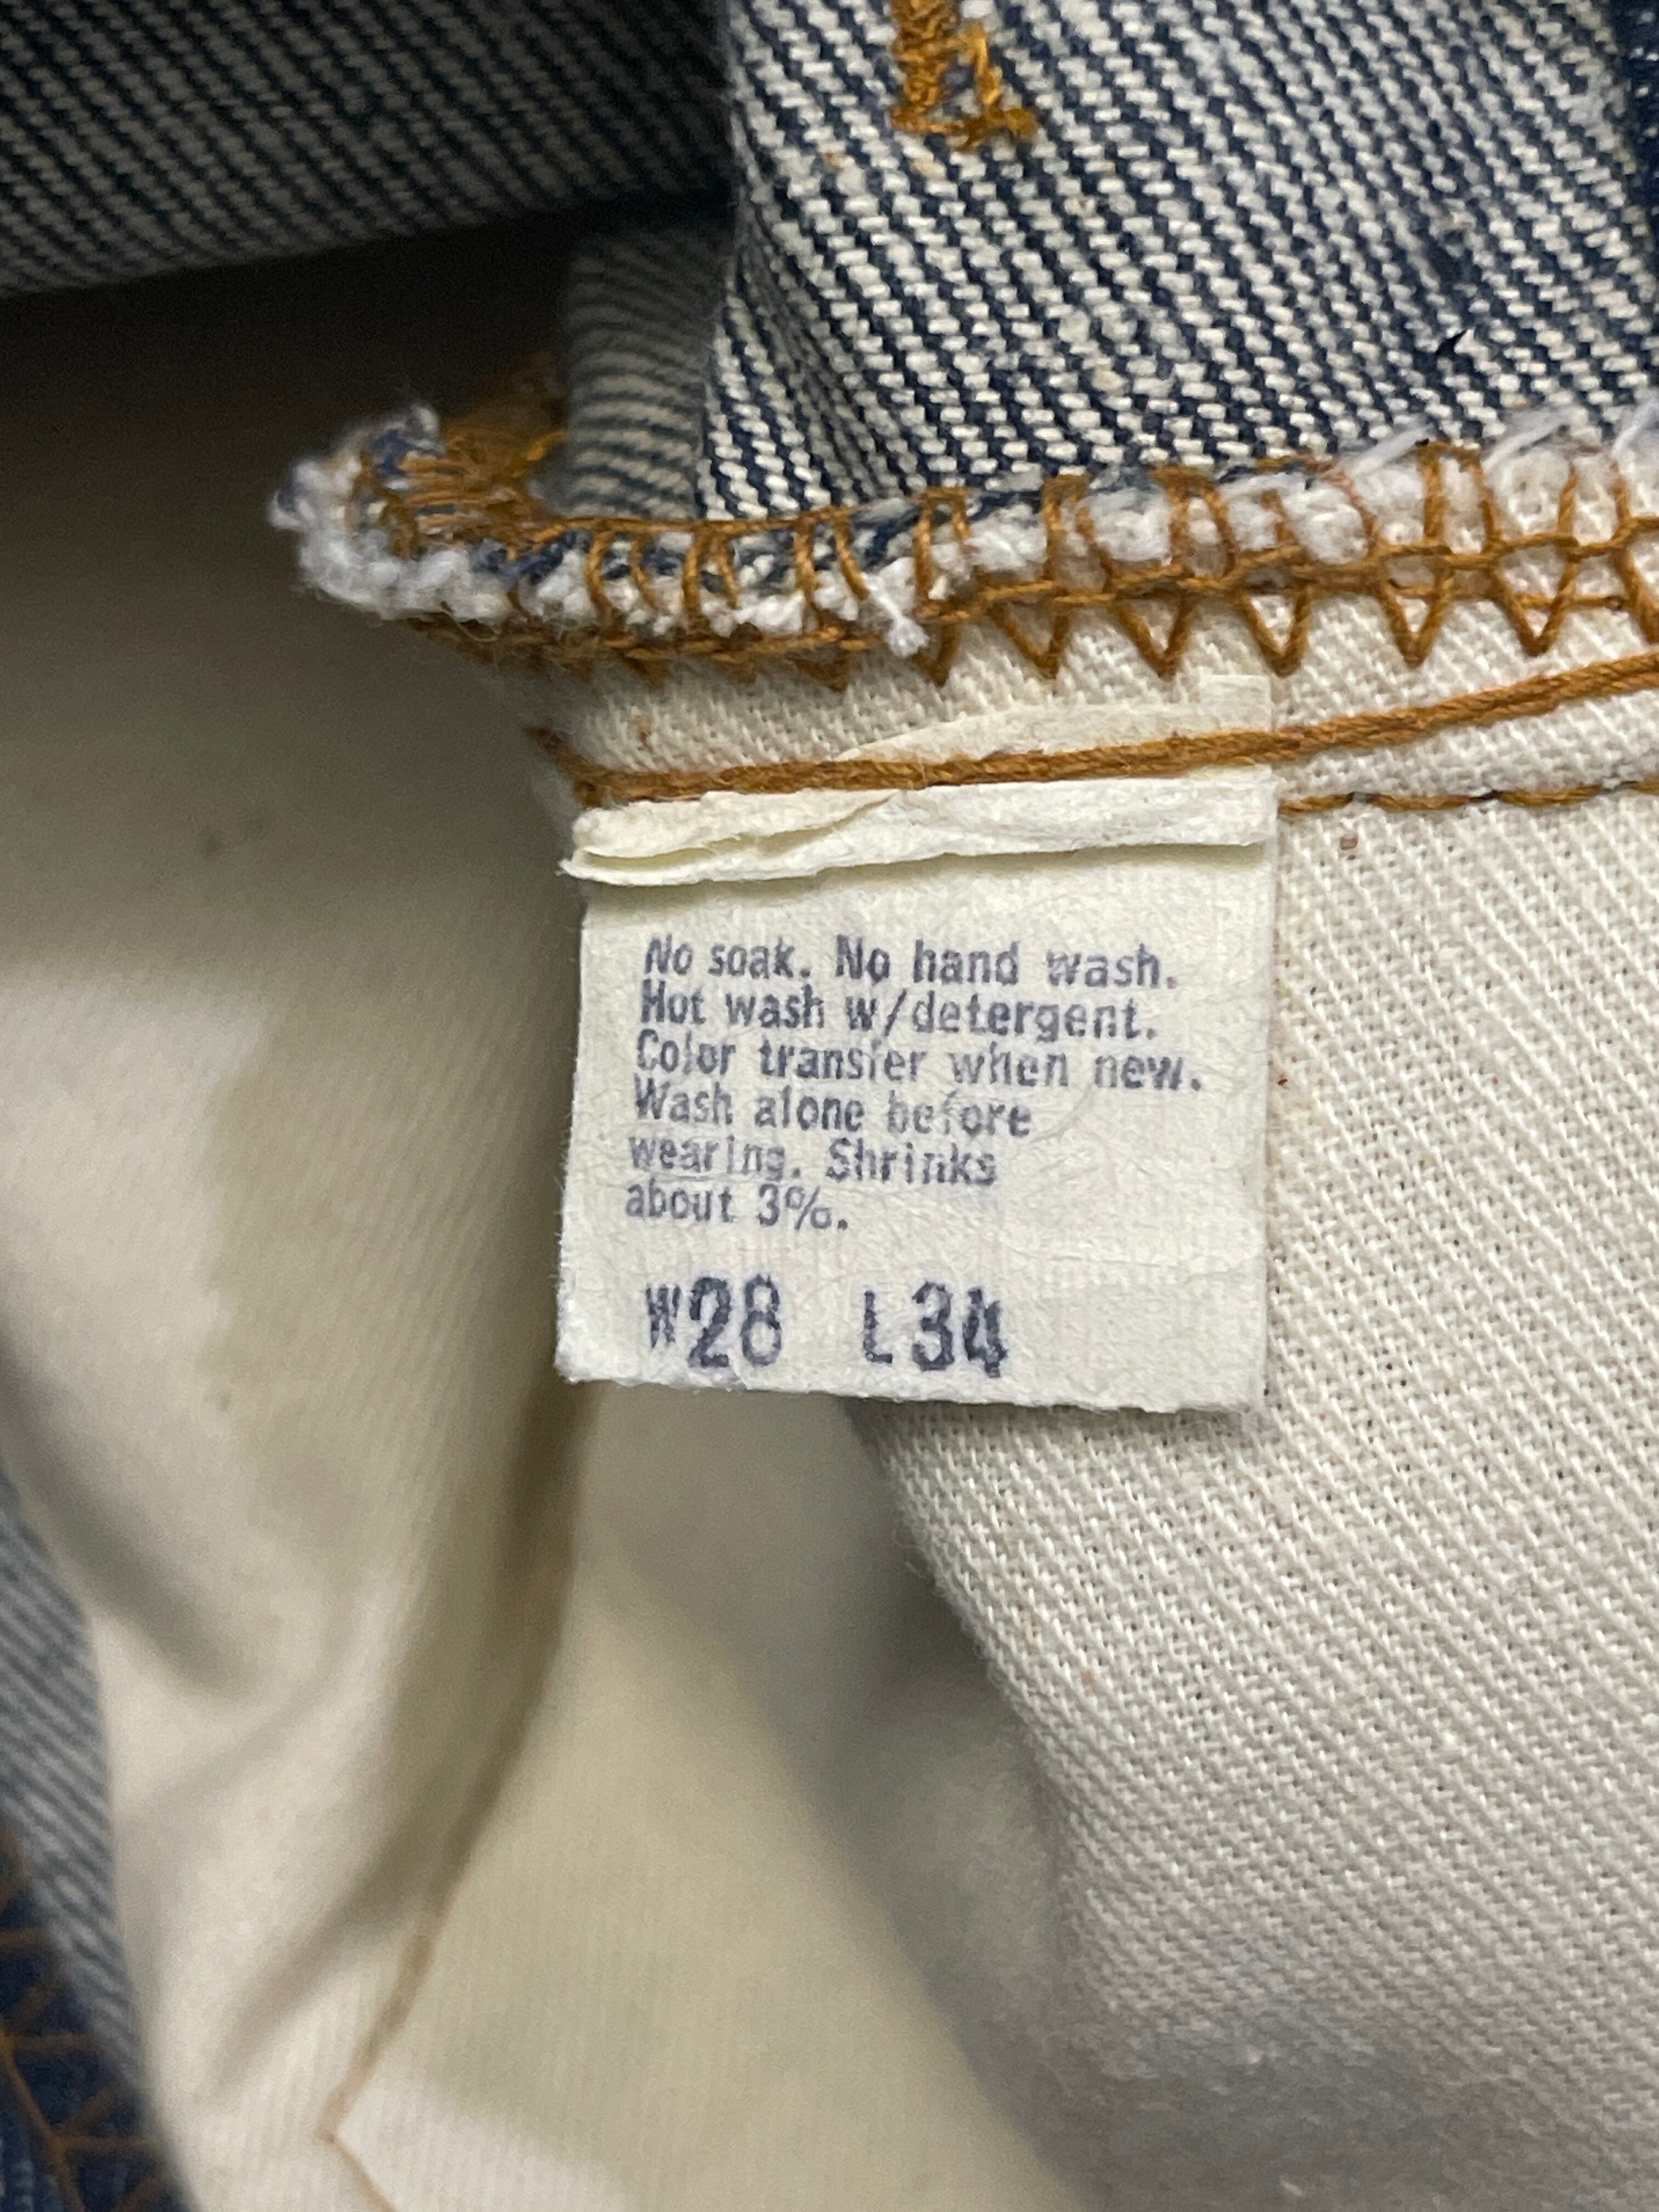 No soak. No hand wash.
Hot wash w/detergent.
Color transfer when new.
Wash alone before
wearing. Shrinks
about 3%.
W28 L34